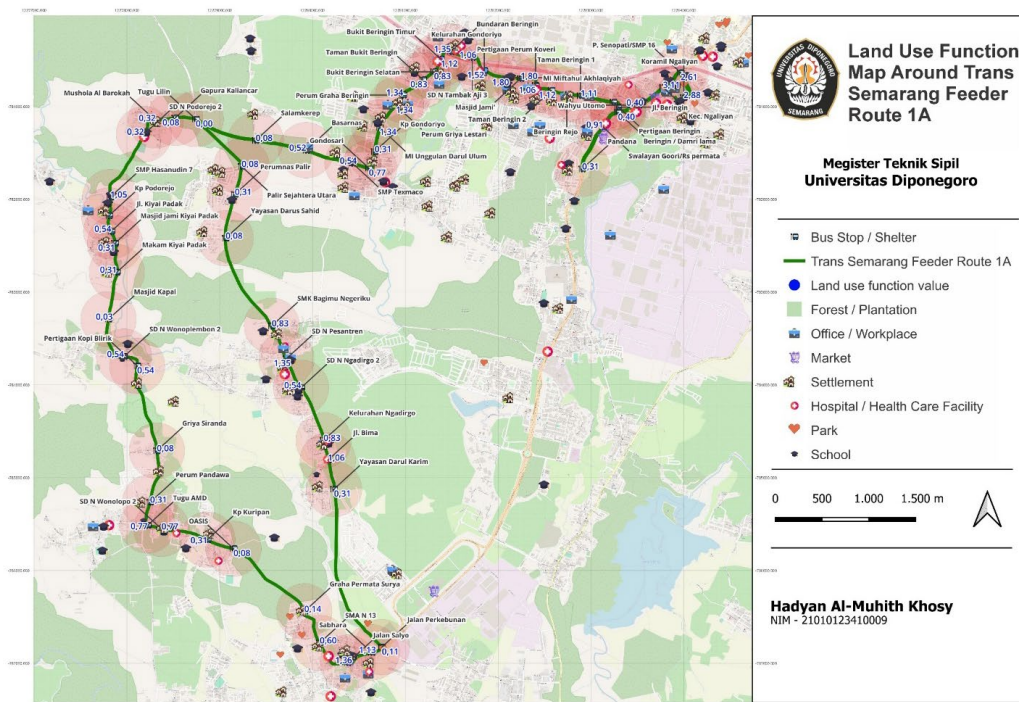 Land Use Function
Map Around Trans
Semarang Feeder
Route 1A
UNIVERSITAS DIPONEGORO
SEMARANG
Megister Teknik Sipil
Universitas Diponegoro
Bus Stop / Shelter
Trans Semarang Feeder Route 1A
Land use function value
Forest / Plantation
Office / Workplace
Market
Settlement
Hospital / Health Care Facility
Park
School
0 500 1.000 1.500 m
Hadyan Al-Muhith Khosy
NIM - 21010123410009
Bundaran Beringin
Bukit Beringin Timur
Kelurahan Gondoriyo
Pertigaan Perum Koveri
Taman Bukit Beringin
Taman Beringin 1
P. Senopati/SMP 16
Koramil Ngaliyan
Bukit Beringin Selatan
MI Miftahul Akhlaqiyah
Perum Graha Beringin
SD N Tambak Aji 3
Wahyu Utomo
Jl. Beringin
Masjid Jami'
Kec. Ngaliyan
Kp Gondoriyo
Taman Beringin 2
Beringin Rejo
Pertigaan Beringin
Perum Griya Lestari
Pandana
Beringin / Damri lama
Swalayan Goori/Rs permata
MI Unggulan Darul Ulum
Mushola Al Barokah
Tugu Lilin
Gapura Kaliancar
SD N Podorejo 2
Salamkerep
Basarnas
Gondosari
SMP Texmaco
SMP Hasanudin 7
Perumnas Palir
Kp Podorejo
Palir Sejahtera Utara
Jl. Kiyai Padak
Masjid jami Kiyai Padak
Yayasan Darus Sahid
Makam Kiyai Padak
Masjid Kapal
SMK Bagimu Negeriku
SD N Wonoplembon 2
Pertigaan Kopi Blirik
SD N Pesantren
SD N Ngadirgo 2
Kelurahan Ngadirgo
Griya Siranda
Jl. Bima
Perum Pandawa
Yayasan Darul Karim
SD N Wonolopo 2
Tugu AMD
OASIS
Kp Kuripan
Graha Permata Surya
SMA N 13
Sabhara
Jalan Perkebunan
Jalan Salyo
1,35
1,06
1,12
0,83
0,83
1,52
1,80
1,80
1,06
1,12
1,11
2,61
3,11
2,88
0,40
0,40
0,91
0,31
1,34
1,34
1,34
0,31
0,77
0,54
0,52
0,08
0,00
0,08
0,32
0,32
0,08
0,31
0,08
1,05
0,54
0,31
0,31
0,03
0,54
0,54
0,83
1,35
0,54
0,83
1,06
0,31
0,08
0,31
0,77
0,77
0,31
0,08
0,14
0,60
1,36
1,13
0,11